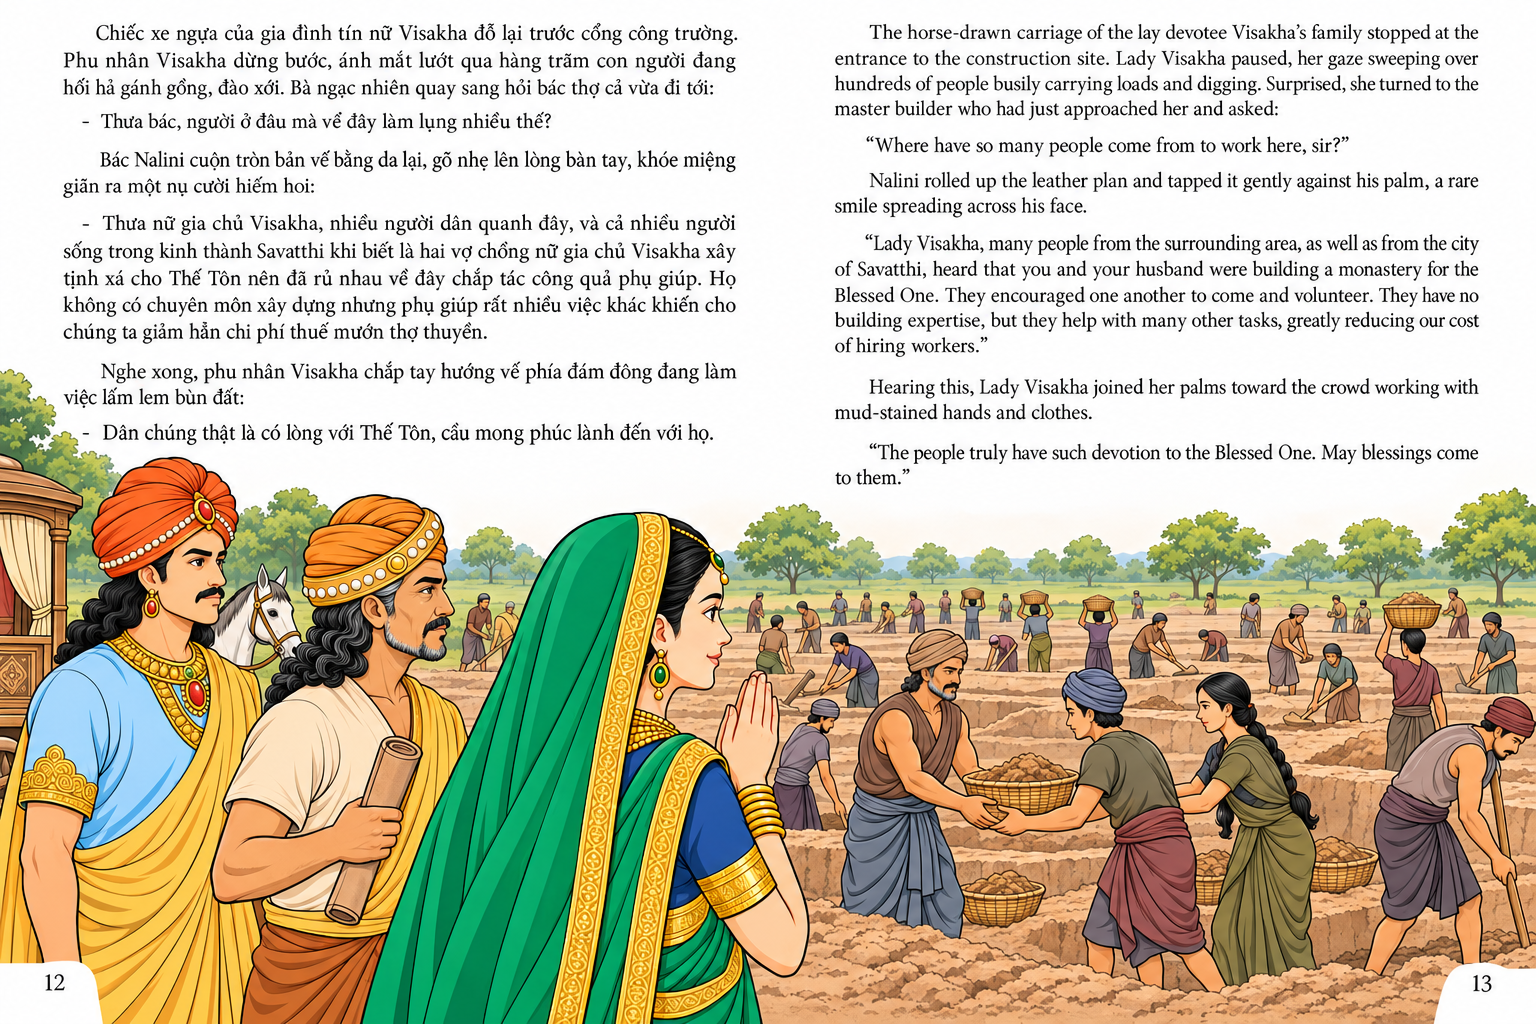 Chiếc xe ngựa của gia đình tín nữ Visakha đỗ lại trước cổng công trường.
Phu nhân Visakha dừng bước, ánh mắt lướt qua hàng trăm con người đang
hối hả gánh gồng, đào xới. Bà ngạc nhiên quay sang hỏi bác thợ cả vừa đi tới:
- Thưa bác, người ở đâu mà về đây làm lụng nhiều thế?
Bác Nalini cuộn tròn bản vẽ bằng da lại, gõ nhẹ lên lòng bàn tay, khóe miệng
giãn ra một nụ cười hiếm hoi:
- Thưa nữ gia chủ Visakha, nhiều người dân quanh đây, và cả nhiều người
sống trong kinh thành Savatthi khi biết là hai vợ chồng nữ gia chủ Visakha xây
tịnh xá cho Thế Tôn nên đã rủ nhau về đây chắp tác công quả phụ giúp. Họ
không có chuyên môn xây dựng nhưng phụ giúp rất nhiều việc khác khiến cho
chúng ta giảm hẳn chi phí thuế mướn thợ thuyền.
Nghe xong, phu nhân Visakha chắp tay hướng về phía đám đông đang làm
việc lấm lem bùn đất:
- Dân chúng thật là có lòng với Thế Tôn, cầu mong phúc lành đến với họ.
12
The horse-drawn carriage of the lay devotee Visakha's family stopped at the
entrance to the construction site. Lady Visakha paused, her gaze sweeping over
hundreds of people busily carrying loads and digging. Surprised, she turned to the
master builder who had just approached her and asked:
“Where have so many people come from to work here, sir?”
Nalini rolled up the leather plan and tapped it gently against his palm, a rare
smile spreading across his face.
“Lady Visakha, many people from the surrounding area, as well as from the city
of Savatthi, heard that you and your husband were building a monastery for the
Blessed One. They encouraged one another to come and volunteer. They have no
building expertise, but they help with many other tasks, greatly reducing our cost
of hiring workers.”
Hearing this, Lady Visakha joined her palms toward the crowd working with
mud-stained hands and clothes.
“The people truly have such devotion to the Blessed One. May blessings come
to them.”
13